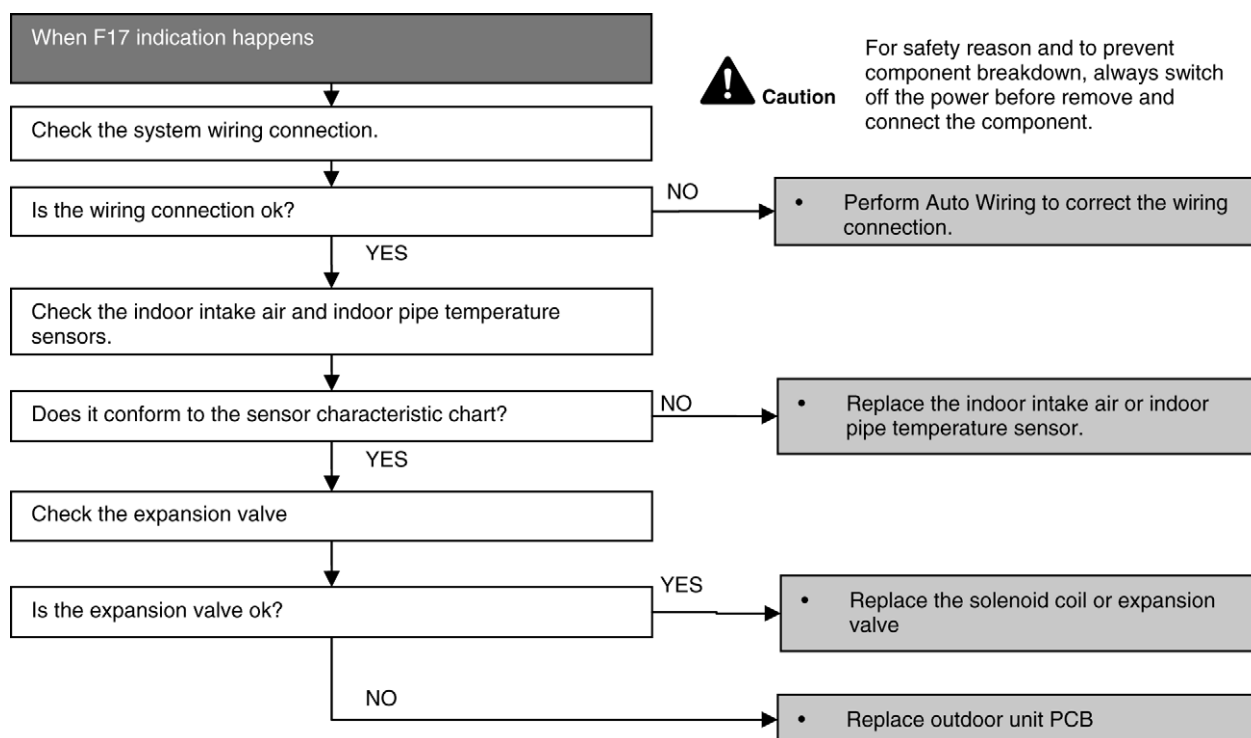 When F17 indication happens
For safety reason and to prevent
component breakdown, always switch
off the power before remove and
connect the component.
Caution
Check the system wiring connection.
Is the wiring connection ok?
NO
• Perform Auto Wiring to correct the wiring
connection.
YES
Check the indoor intake air and indoor pipe temperature
sensors.
Does it conform to the sensor characteristic chart?
NO
• Replace the indoor intake air or indoor
pipe temperature sensor.
YES
Check the expansion valve
Is the expansion valve ok?
YES
• Replace the solenoid coil or expansion
valve
NO
• Replace outdoor unit PCB